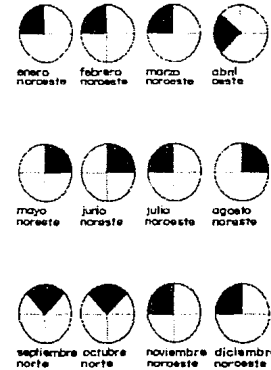 enero febrero marzo abril
noroeste noroeste noroeste oeste
mayo junio julio agosto
noreste noreste noroeste noreste
septiembre octubre noviembre diciembre
norte norte noroeste noroeste